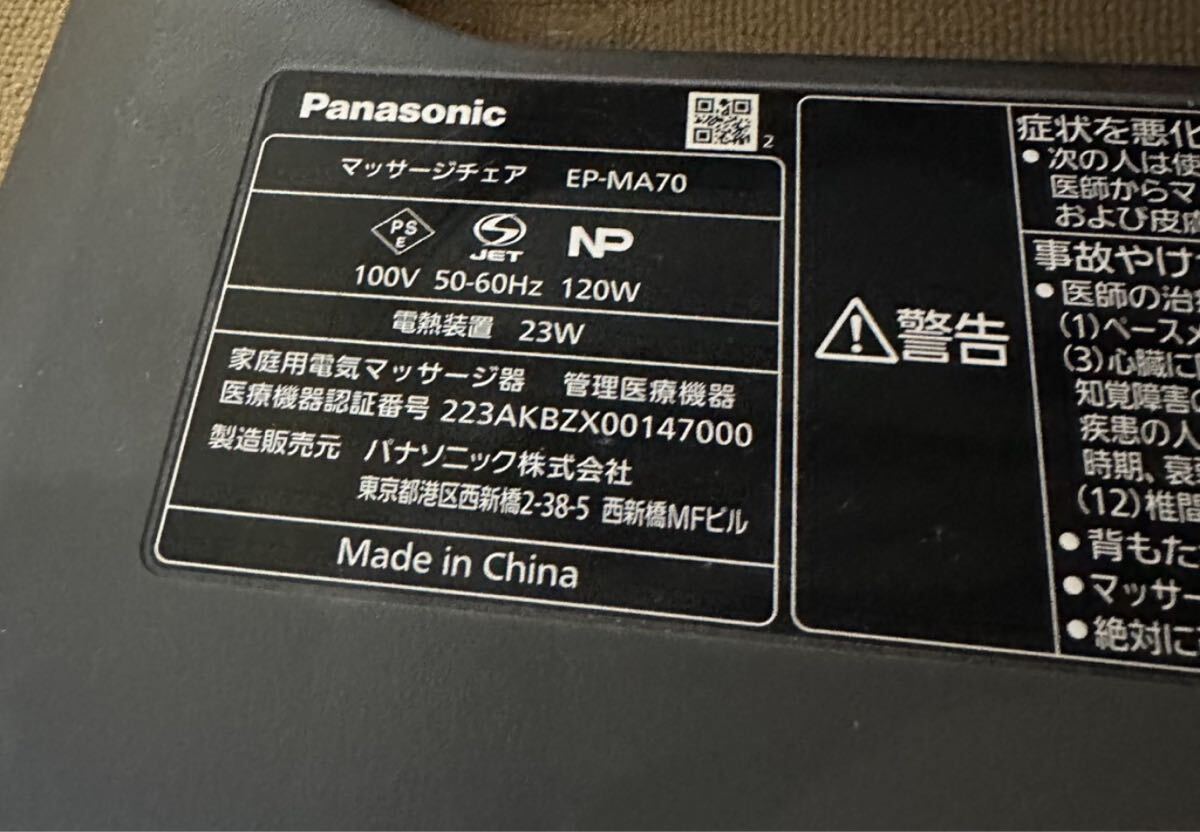 Panasonic
2
マッサージチェア EP-MA70
PS
E
JET
NP
100V 50-60Hz 120W
電熱装置 23W
家庭用電気マッサージ器 管理医療機器
医療機器認証番号 223AKBZX00147000
製造販売元 パナソニック株式会社
東京都港区西新橋2-38-5 西新橋MFビル
Made in China
警告
症状を悪化
●次の人は使
医師からマ
および皮膚
事故やけ
●医師の治
(1)ペースメ
(3)心臓に
知覚障害
疾患の人
時期、衰
(12)椎間
●背もた
●マッサー
●絶対に